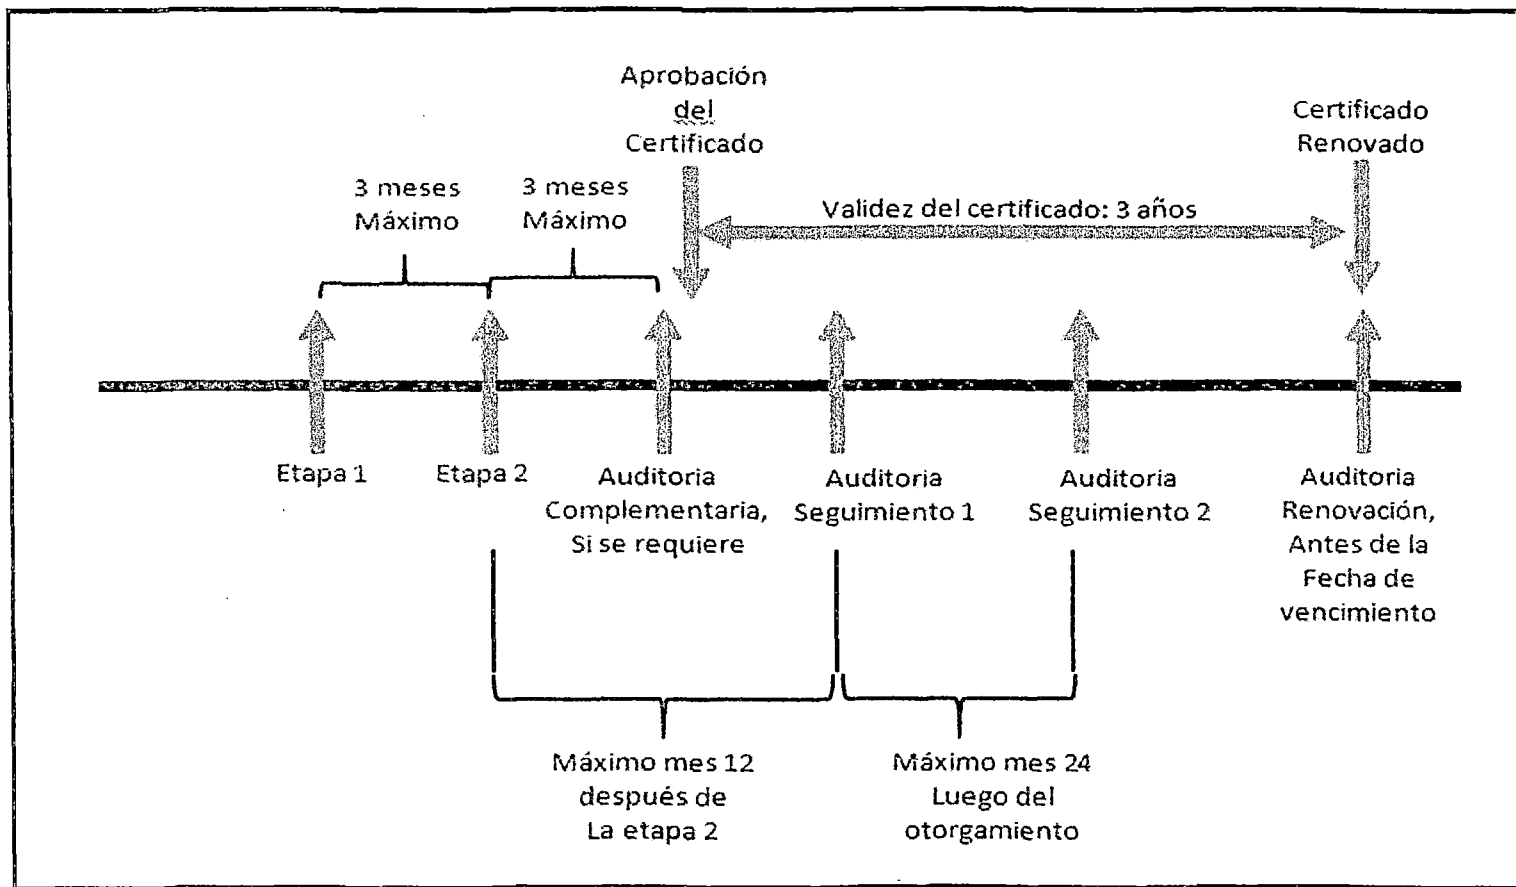 Aprobación
del
Certificado
Certificado
Renovado
3 meses
Máximo
3 meses
Máximo
Validez del certificado: 3 años
Etapa 1
Etapa 2
Auditoria
Complementaria,
Si se requiere
Auditoria
Seguimiento 1
Auditoria
Seguimiento 2
Auditoria
Renovación,
Antes de la
Fecha de
vencimiento
Máximo mes 12
después de
La etapa 2
Máximo mes 24
Luego del
otorgamiento